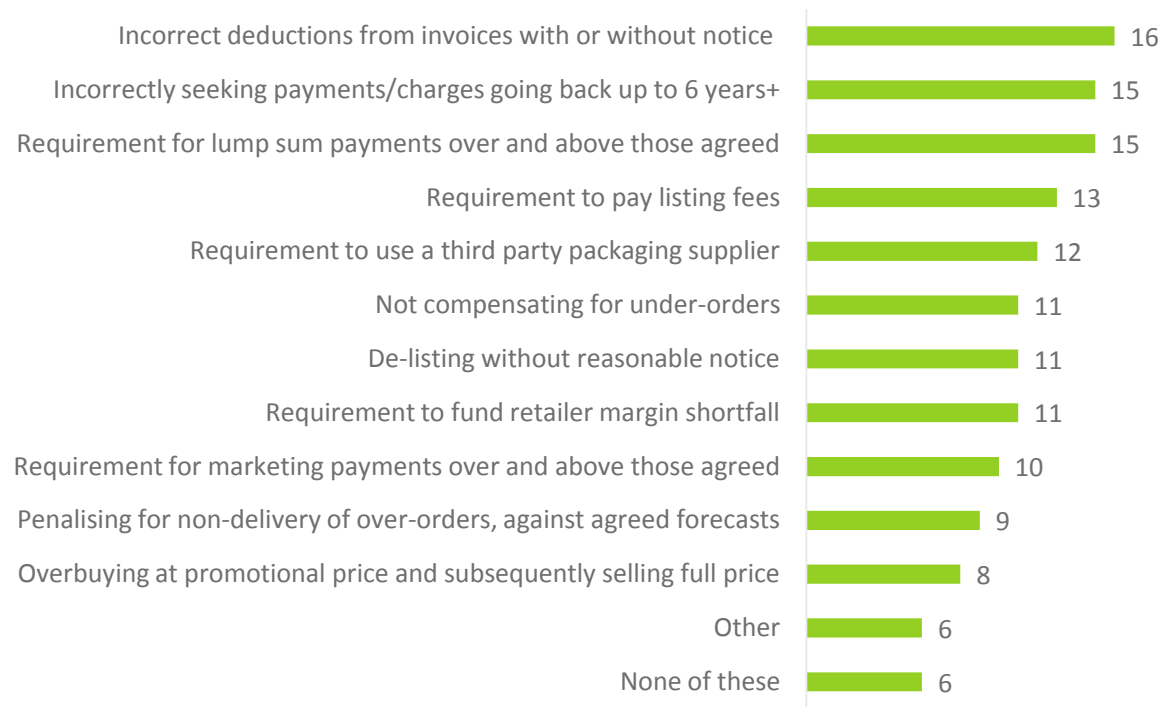 Incorrect deductions from invoices with or without notice 16
Incorrectly seeking payments/charges going back up to 6 years+ 15
Requirement for lump sum payments over and above those agreed 15
Requirement to pay listing fees 13
Requirement to use a third party packaging supplier 12
Not compensating for under-orders 11
De-listing without reasonable notice 11
Requirement to fund retailer margin shortfall 11
Requirement for marketing payments over and above those agreed 10
Penalising for non-delivery of over-orders, against agreed forecasts 9
Overbuying at promotional price and subsequently selling full price 8
Other 6
None of these 6